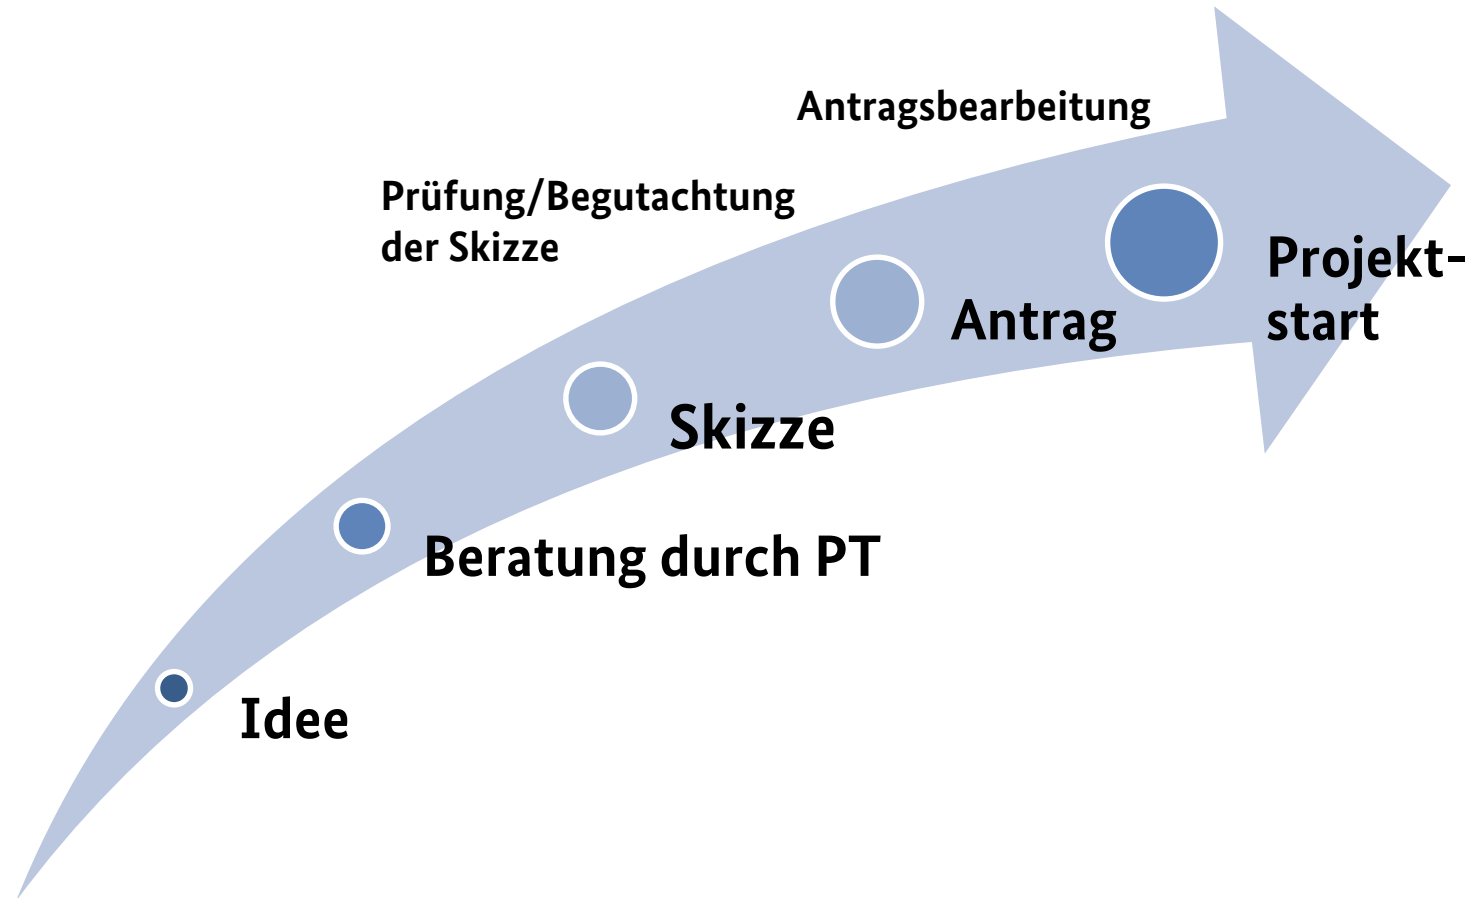 Antragsbearbeitung
Prüfung/Begutachtung
der Skizze
Projekt-
start
Antrag
Skizze
Beratung durch PT
Idee